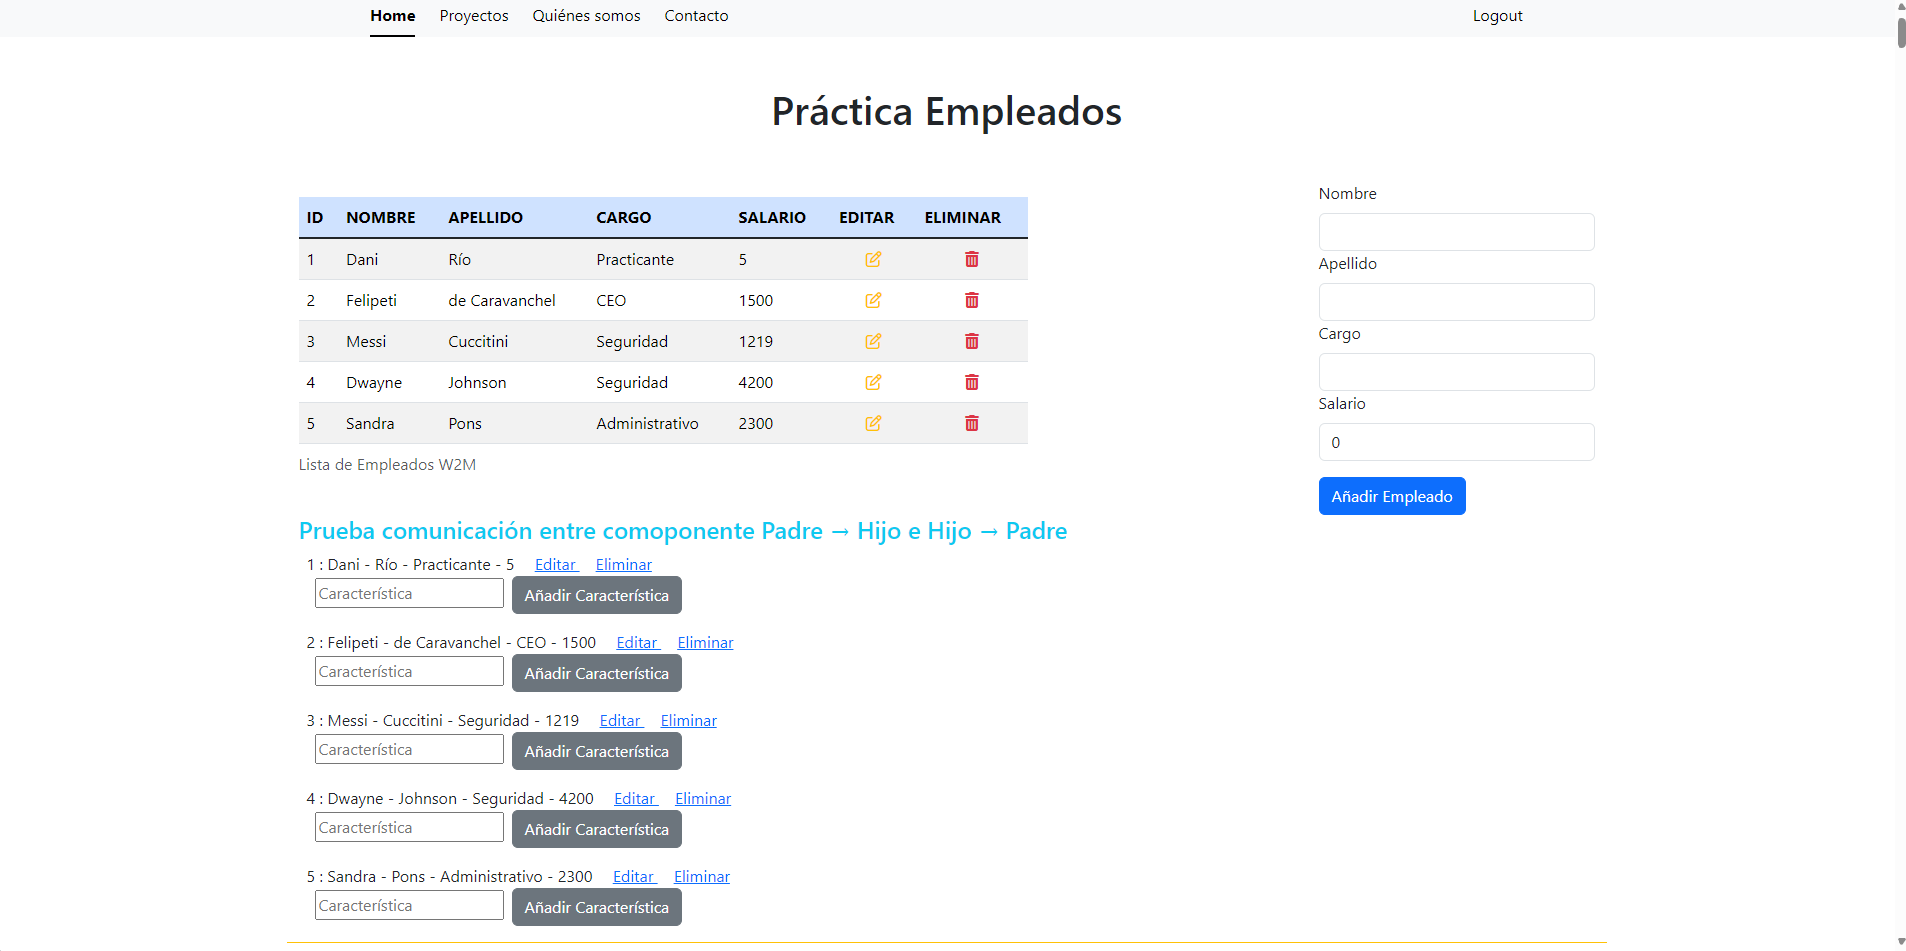 Home Proyectos Quiénes somos Contacto Logout
Práctica Empleados
ID NOMBRE APELLIDO CARGO SALARIO EDITAR ELIMINAR
1 Dani Río Practicante 5
2 Felipeti de Caravanchel CEO 1500
3 Messi Cuccitini Seguridad 1219
4 Dwayne Johnson Seguridad 4200
5 Sandra Pons Administrativo 2300
Lista de Empleados W2M
Nombre
Apellido
Cargo
Salario
0
Añadir Empleado
Prueba comunicación entre comoponente Padre → Hijo e Hijo → Padre
1 : Dani - Río - Practicante - 5 Editar Eliminar
Característica Añadir Característica
2 : Felipeti - de Caravanchel - CEO - 1500 Editar Eliminar
Característica Añadir Característica
3 : Messi - Cuccitini - Seguridad - 1219 Editar Eliminar
Característica Añadir Característica
4 : Dwayne - Johnson - Seguridad - 4200 Editar Eliminar
Característica Añadir Característica
5 : Sandra - Pons - Administrativo - 2300 Editar Eliminar
Característica Añadir Característica